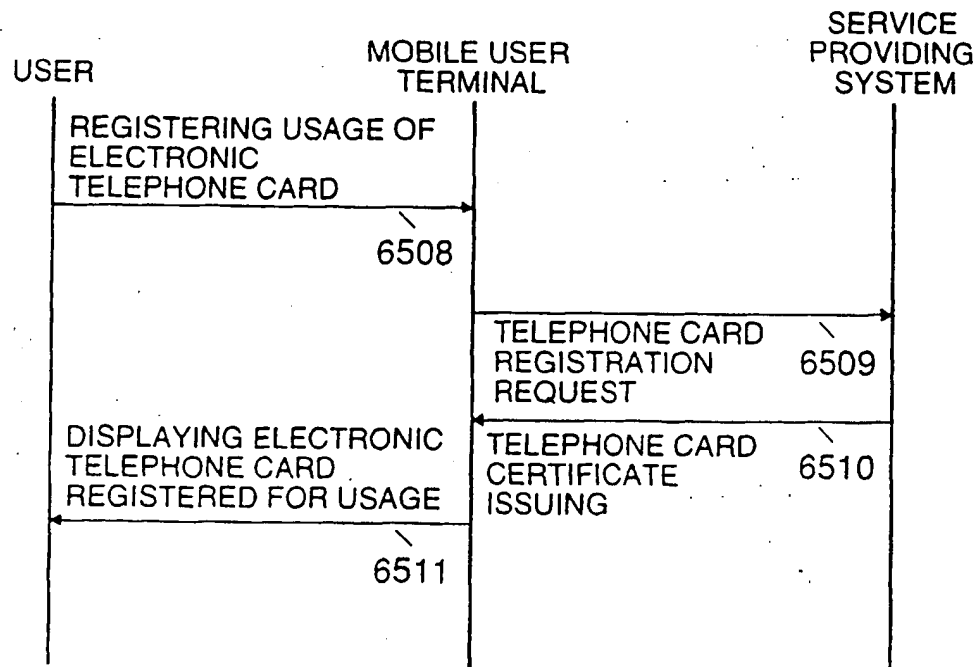 USER
MOBILE USER
TERMINAL
SERVICE
PROVIDING
SYSTEM
REGISTERING USAGE OF
ELECTRONIC
TELEPHONE CARD
6508
TELEPHONE CARD
REGISTRATION
REQUEST
6509
TELEPHONE CARD
CERTIFICATE
ISSUING
6510
DISPLAYING ELECTRONIC
TELEPHONE CARD
REGISTERED FOR USAGE
6511